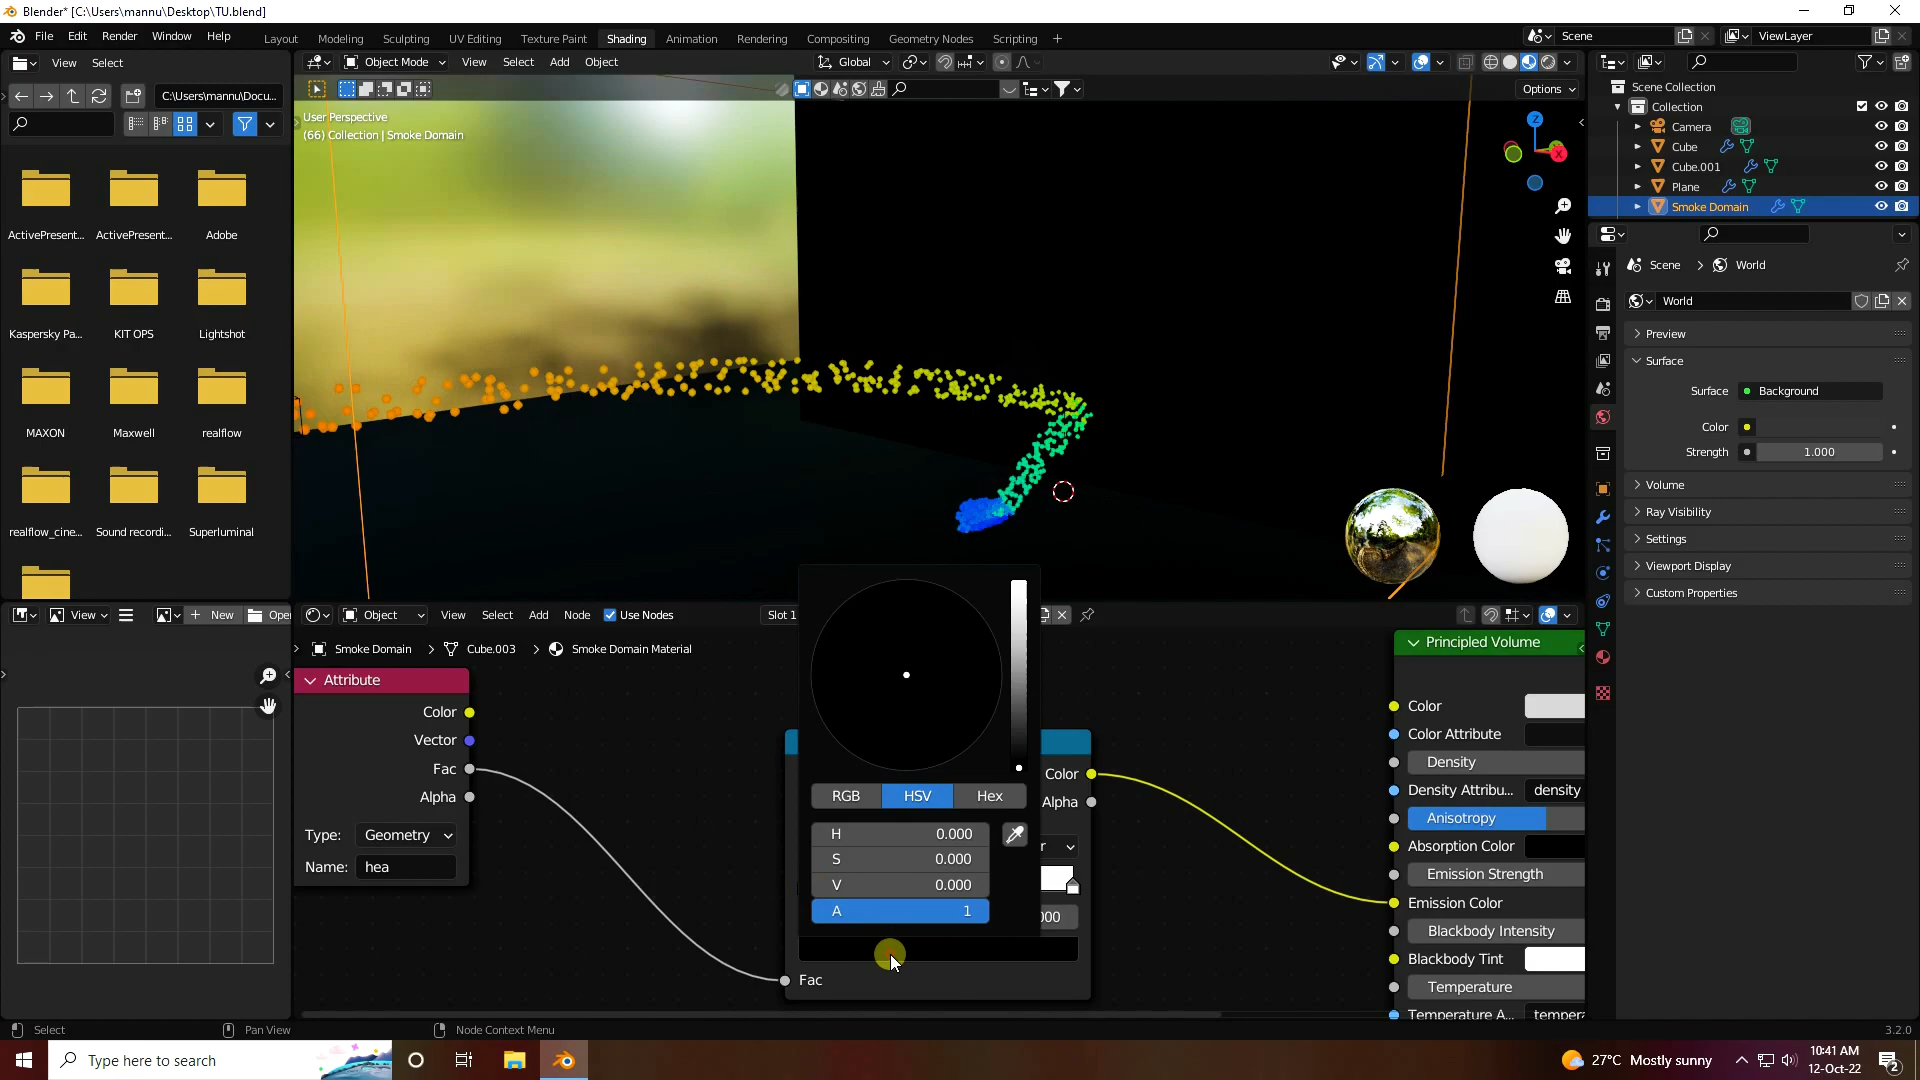 Blender* [C:\Users\mannu\Desktop\TU.blend]
File Edit Render Window Help
Layout Modeling Sculpting UV Editing Texture Paint Shading Animation Rendering Compositing Geometry Nodes Scripting +
Scene
ViewLayer
View Select
Object Mode View Select Add Object
Global
C:\Users\mannu\Docu...
Options
User Perspective
(66) Collection | Smoke Domain
Z
X
ActivePresent... ActivePresent... Adobe
Kaspersky Pa... KIT OPS Lightshot
MAXON Maxwell realflow
realflow_cine... Sound recordi... Superluminal
Scene Collection
Collection
Camera
Cube
Cube.001
Plane
Smoke Domain
Scene > World
World
Preview
Surface
Surface Background
Color
Strength 1.000
Volume
Ray Visibility
Settings
Viewport Display
Custom Properties
View New Open
Object View Select Add Node Use Nodes Slot 1
Smoke Domain > Cube.003 > Smoke Domain Material
Attribute
Color
Vector
Fac
Alpha
Type: Geometry
Name: hea
RGB HSV Hex
H 0.000
S 0.000
V 0.000
A 1
Color
Alpha
Fac
Principled Volume
Color
Color Attribute
Density
Density Attribu... density
Anisotropy
Absorption Color
Emission Strength
Emission Color
Blackbody Intensity
Blackbody Tint
Temperature
Select Pan View Node Context Menu 3.2.0
Type here to search
27°C Mostly sunny
10:41 AM
12-Oct-22
2